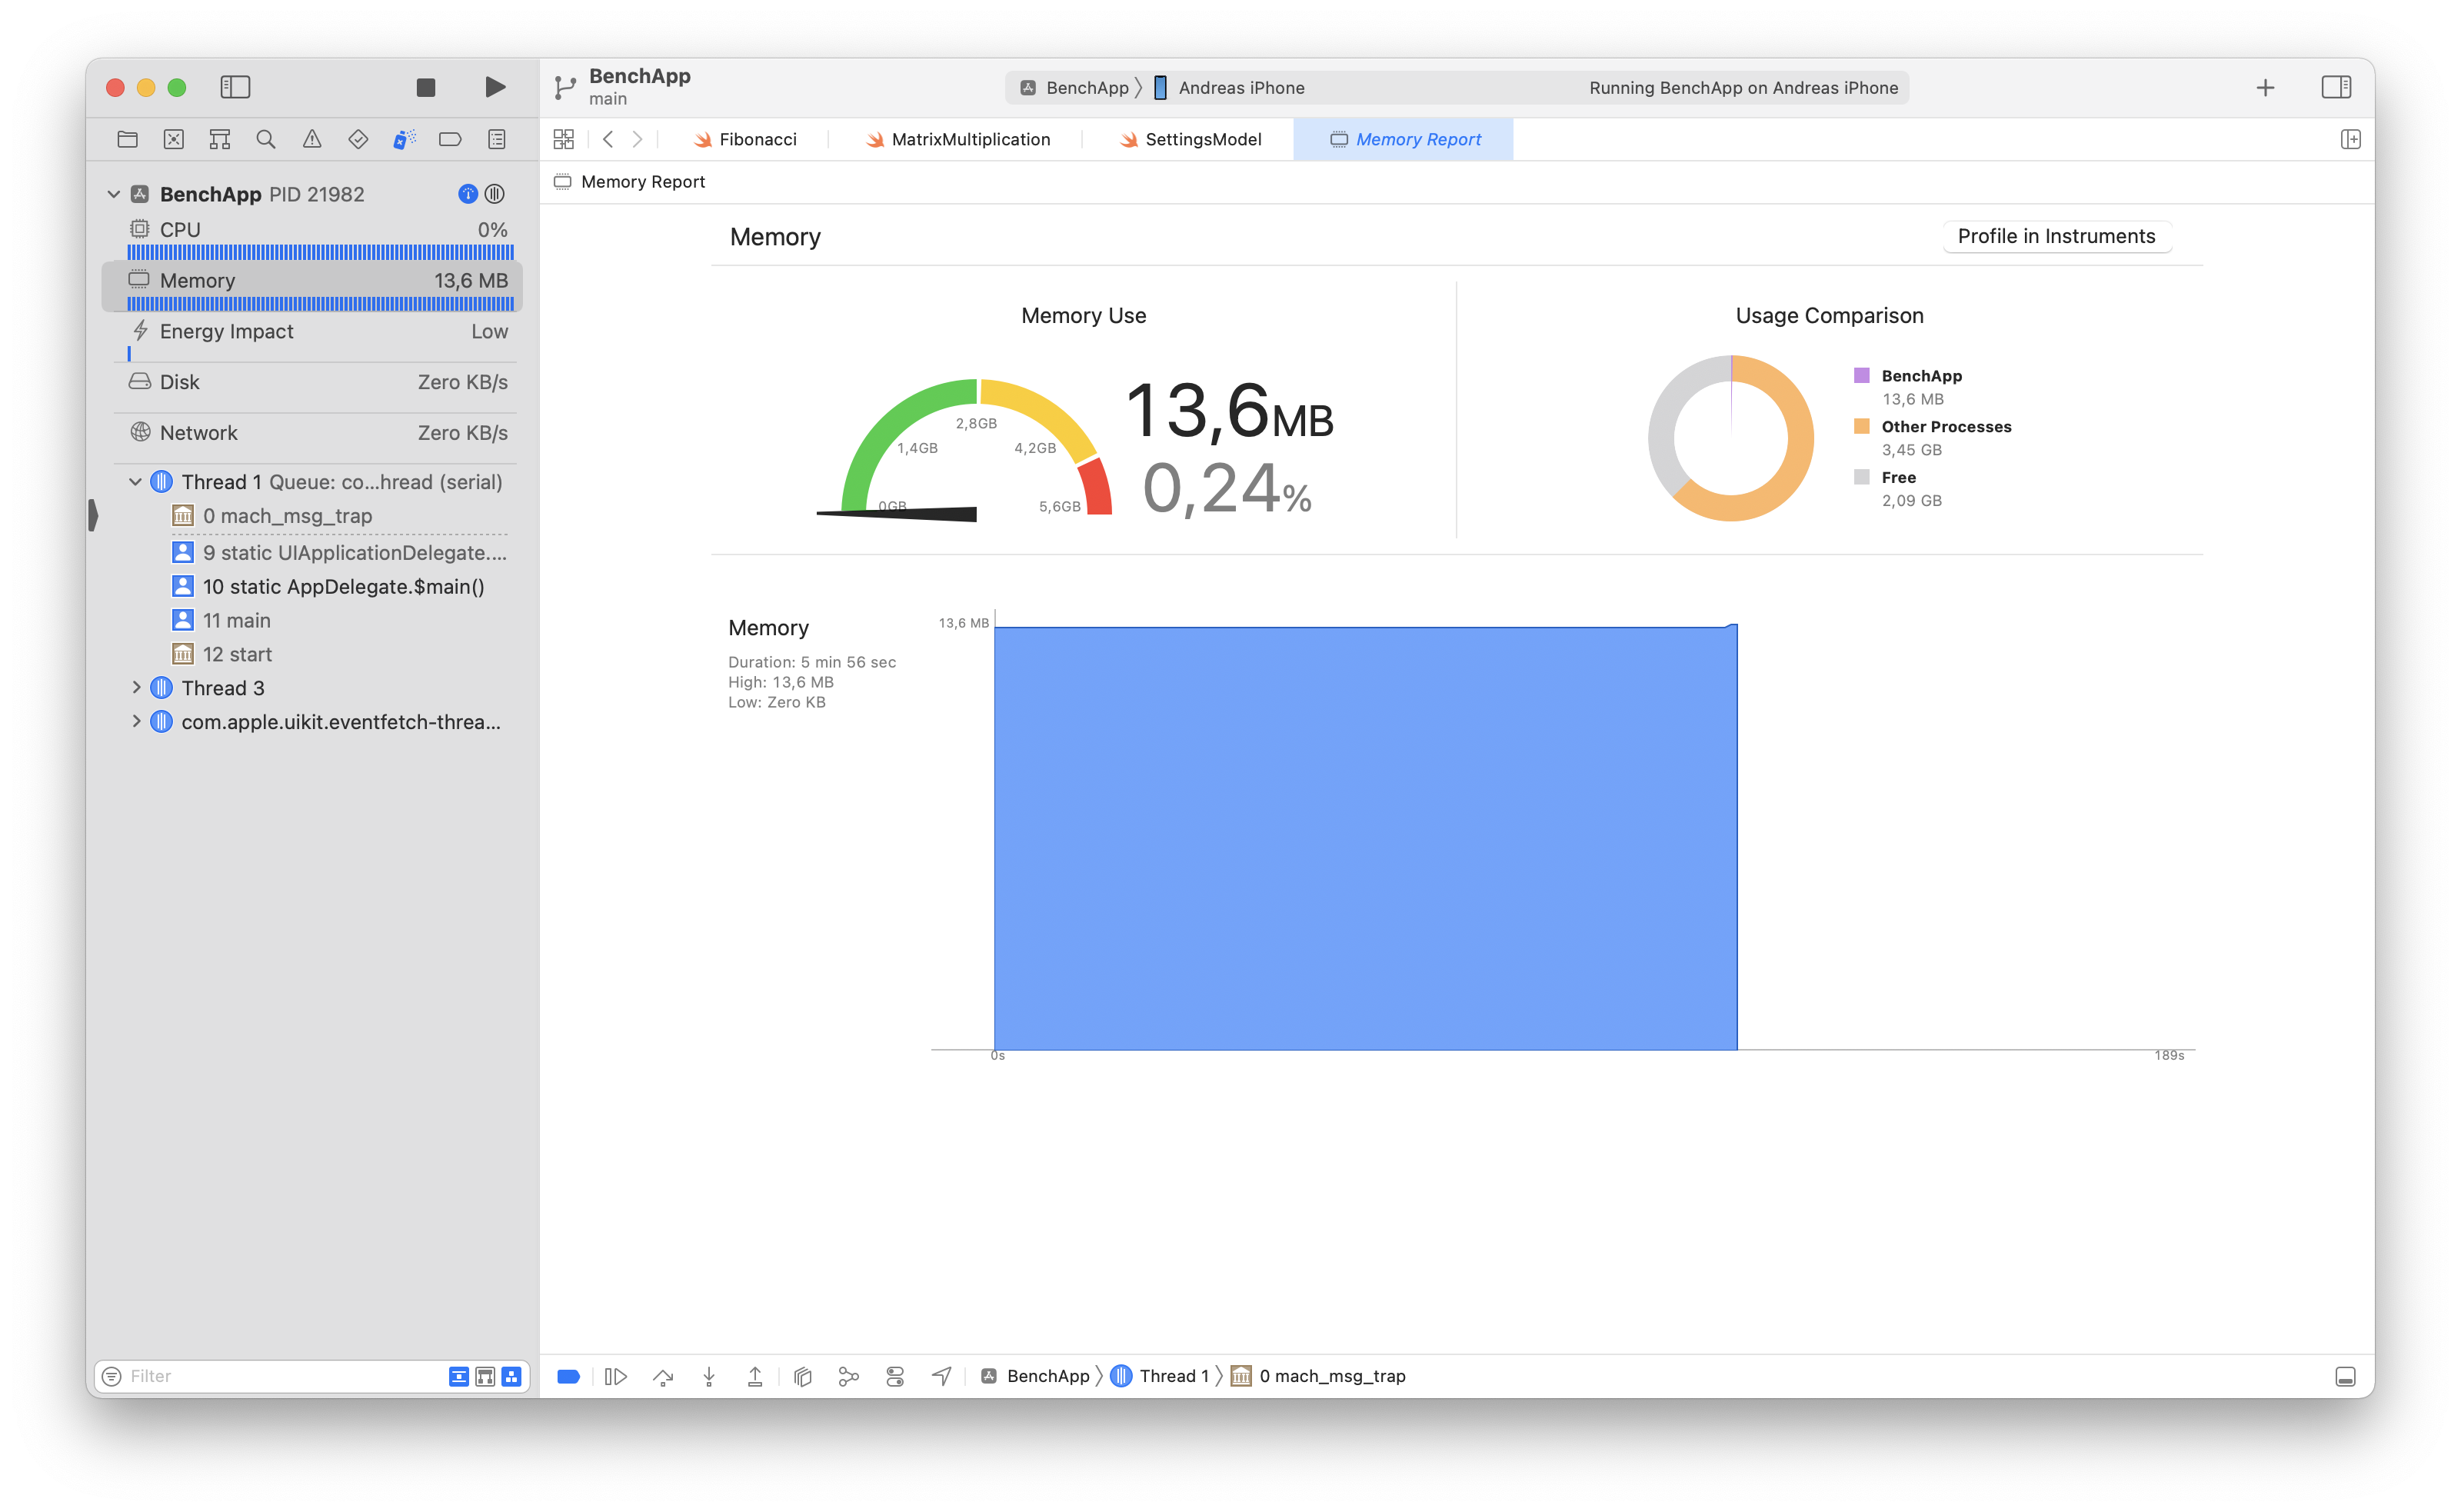 BenchApp
main
BenchApp
Andreas iPhone
Running BenchApp on Andreas iPhone
Fibonacci
MatrixMultiplication
SettingsModel
Memory Report
Memory Report
BenchApp PID 21982
CPU 0%
Memory 13,6 MB
Energy Impact Low
Disk Zero KB/s
Network Zero KB/s
Thread 1 Queue: co...hread (serial)
0 mach_msg_trap
9 static UIApplicationDelegate....
10 static AppDelegate.$main()
11 main
12 start
Thread 3
com.apple.uikit.eventfetch-threa...
Filter
Memory
Profile in Instruments
Memory Use
0GB
1,4GB
2,8GB
4,2GB
5,6GB
13,6MB
0,24%
Usage Comparison
BenchApp
13,6 MB
Other Processes
3,45 GB
Free
2,09 GB
Memory
Duration: 5 min 56 sec
High: 13,6 MB
Low: Zero KB
13,6 MB
0s
189s
BenchApp
Thread 1
0 mach_msg_trap